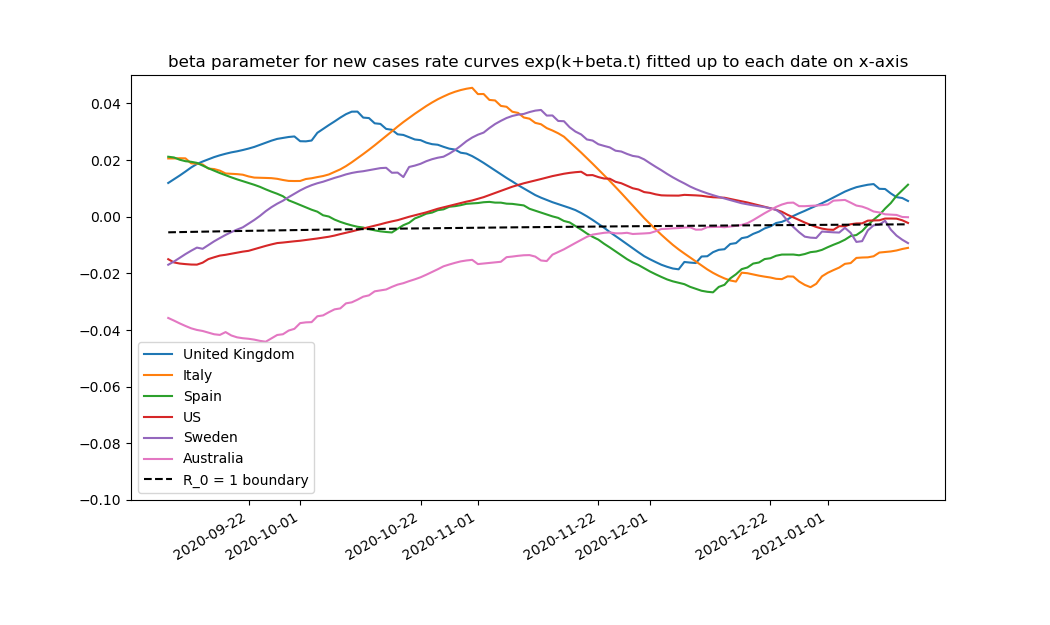 beta parameter for new cases rate curves exp(k+beta.t) fitted up to each date on x-axis
0.04
0.02
0.00
−0.02
−0.04
−0.06
−0.08
−0.10
United Kingdom
Italy
Spain
US
Sweden
Australia
R_0 = 1 boundary
2020-09-22
2020-10-01
2020-10-22
2020-11-01
2020-11-22
2020-12-01
2020-12-22
2021-01-01